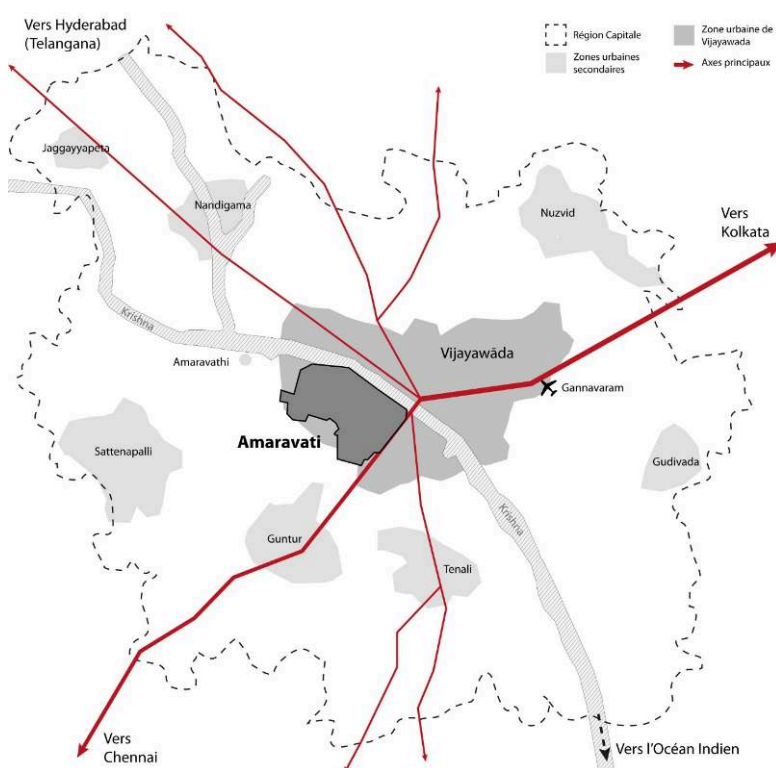 Vers Hyderabad
(Telangana)
Région Capitale
Zones urbaines
secondaires
Zone urbaine de
Vijayawada
Axes principaux
Jaggayyapeta
Nandigama
Nuzvid
Vers
Kolkata
Krishna
Vijayawāda
Amaravathi
Gannavaram
Amaravati
Sattenapalli
Gudivada
Krishna
Guntur
Tenali
Vers
Chennai
Vers l'Océan Indien